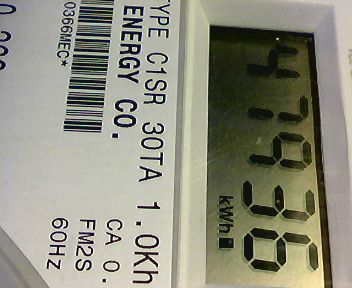 47936
kWh
TYPE C1SR 30TA 1.0Kh
ENERGY CO.
CA 0.
FM2S
60HZ
0366MEC*